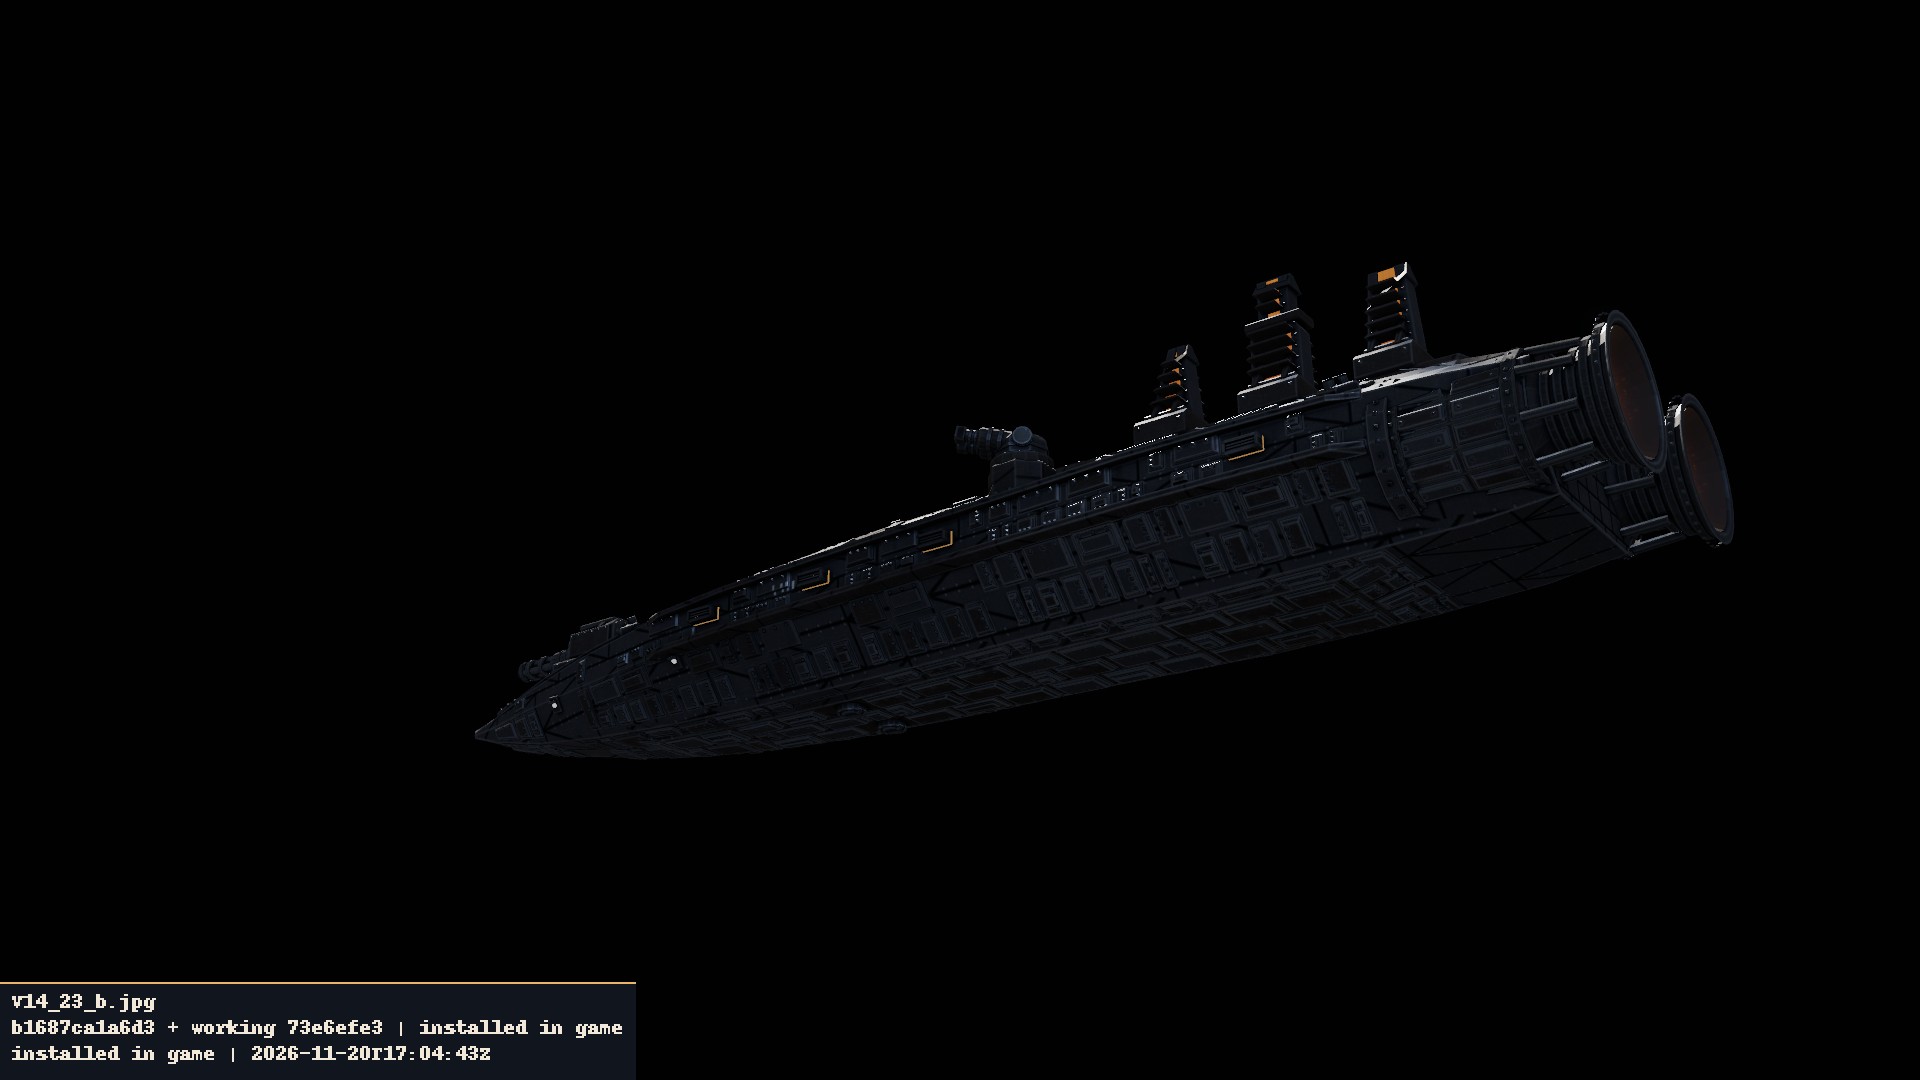 v14_23_b.jpg
b1687ca1a6d3 + working 73e6efe3 | installed in game
installed in game | 2026-11-20T17:04:43Z